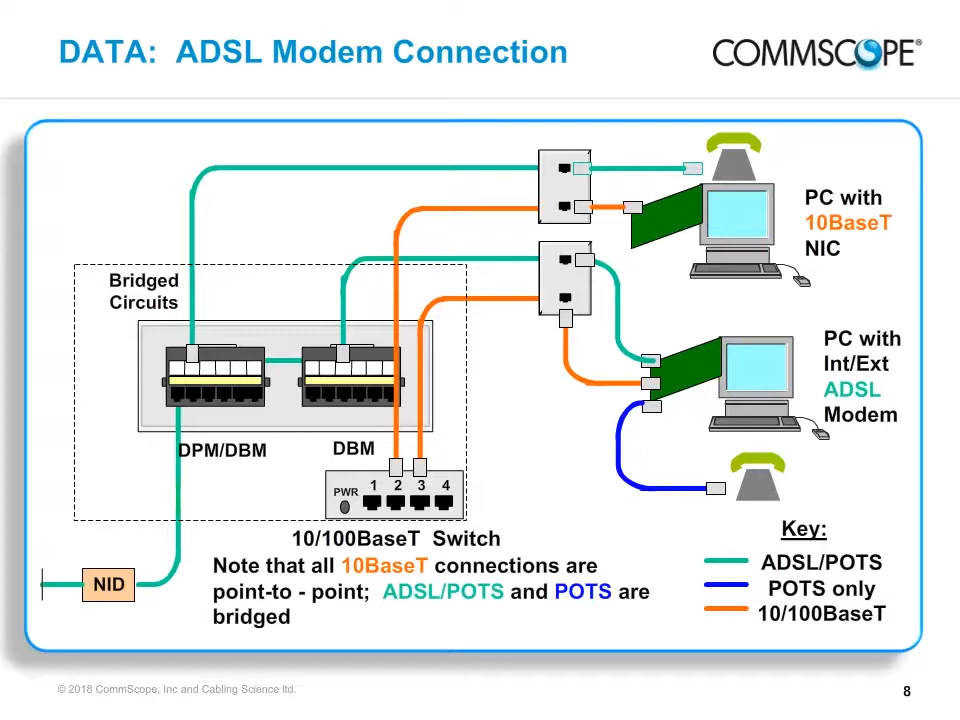 DATA:  ADSL Modem Connection
COMMSCOPE®
PC with
10BaseT
NIC
Bridged
Circuits
PC with
Int/Ext
ADSL
Modem
DPM/DBM
DBM
PWR
1 2 3 4
10/100BaseT  Switch
Key:
NID
Note that all 10BaseT connections are
point-to - point;  ADSL/POTS and POTS are
bridged
ADSL/POTS
POTS only
10/100BaseT
© 2018 CommScope, Inc and Cabling Science ltd.
8